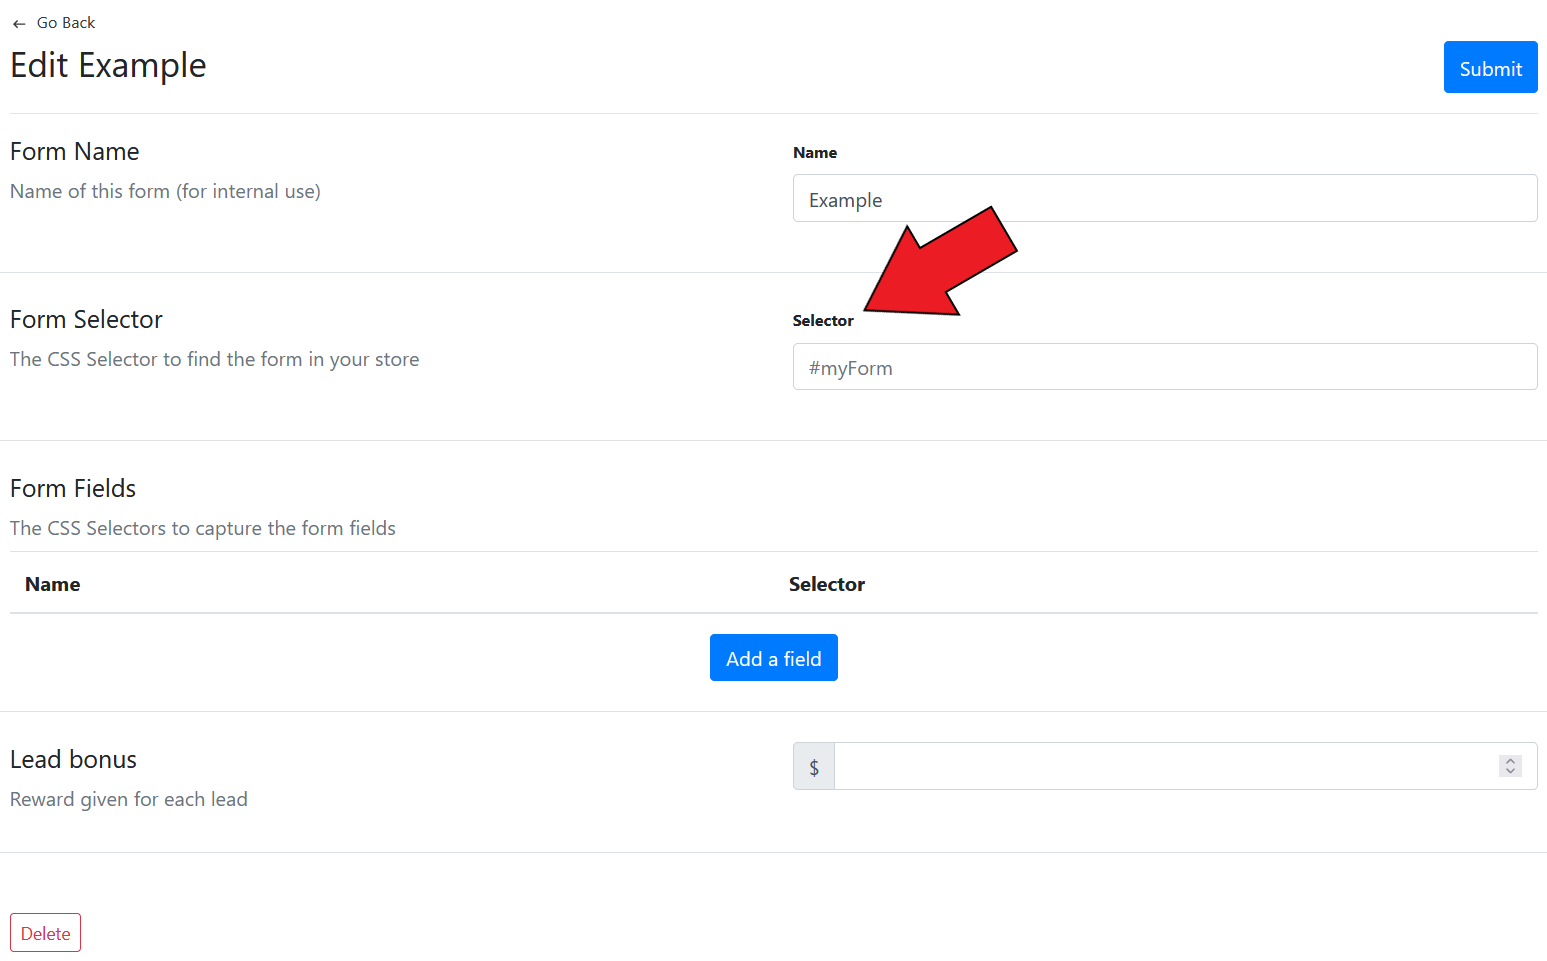 ← Go Back
Edit Example
Submit
Form Name
Name of this form (for internal use)
Name
Example
Form Selector
The CSS Selector to find the form in your store
Selector
#myForm
Form Fields
The CSS Selectors to capture the form fields
Name Selector
Add a field
Lead bonus
Reward given for each lead
$
Delete